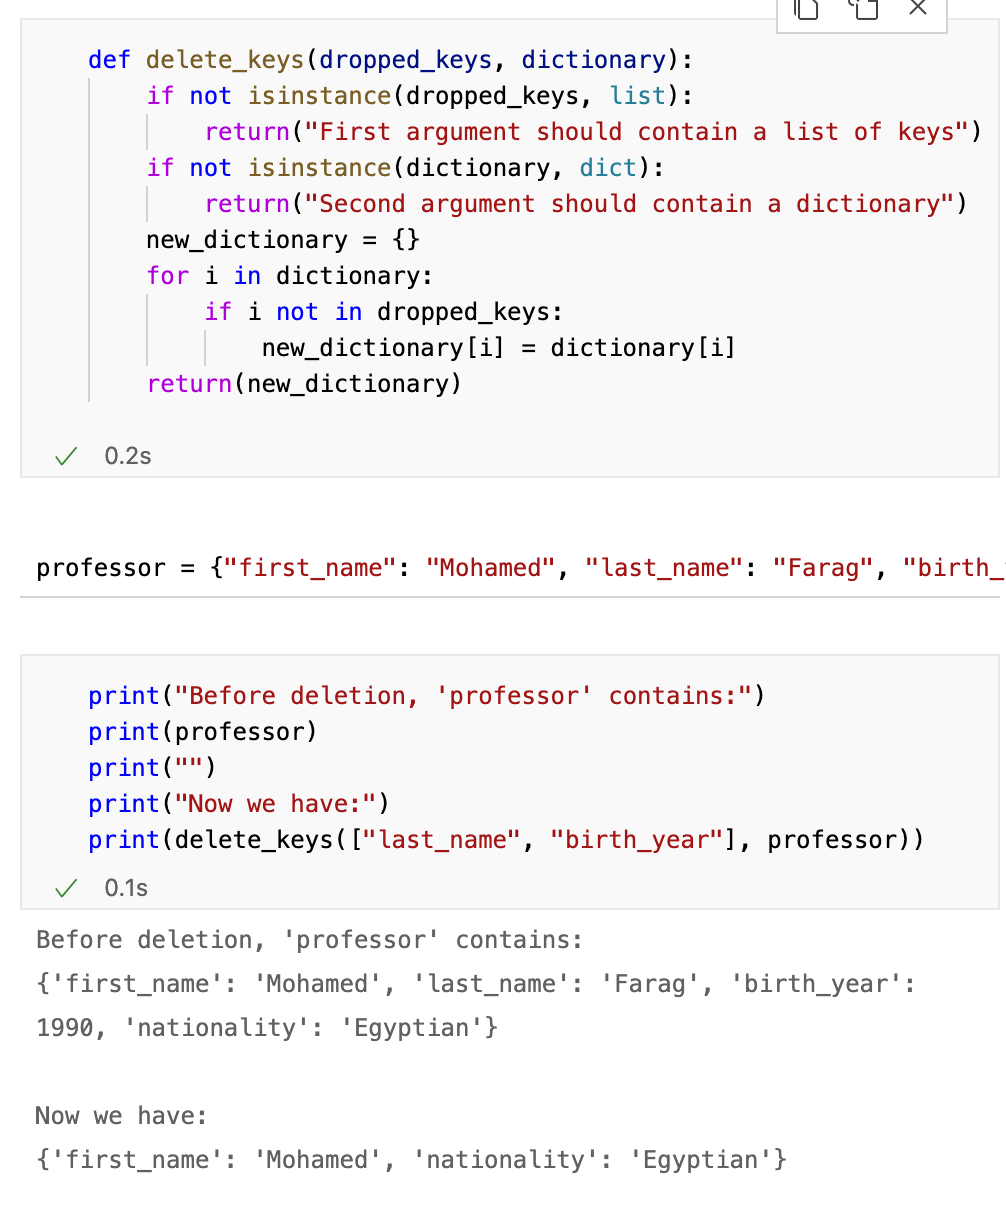 def delete_keys(dropped_keys, dictionary):
    if not isinstance(dropped_keys, list):
        return("First argument should contain a list of keys")
    if not isinstance(dictionary, dict):
        return("Second argument should contain a dictionary")
    new_dictionary = {}
    for i in dictionary:
        if i not in dropped_keys:
            new_dictionary[i] = dictionary[i]
    return(new_dictionary)
0.2s
professor = {"first_name": "Mohamed", "last_name": "Farag", "birth_
print("Before deletion, 'professor' contains:")
print(professor)
print("")
print("Now we have:")
print(delete_keys(["last_name", "birth_year"], professor))
0.1s
Before deletion, 'professor' contains:
{'first_name': 'Mohamed', 'last_name': 'Farag', 'birth_year':
1990, 'nationality': 'Egyptian'}
Now we have:
{'first_name': 'Mohamed', 'nationality': 'Egyptian'}